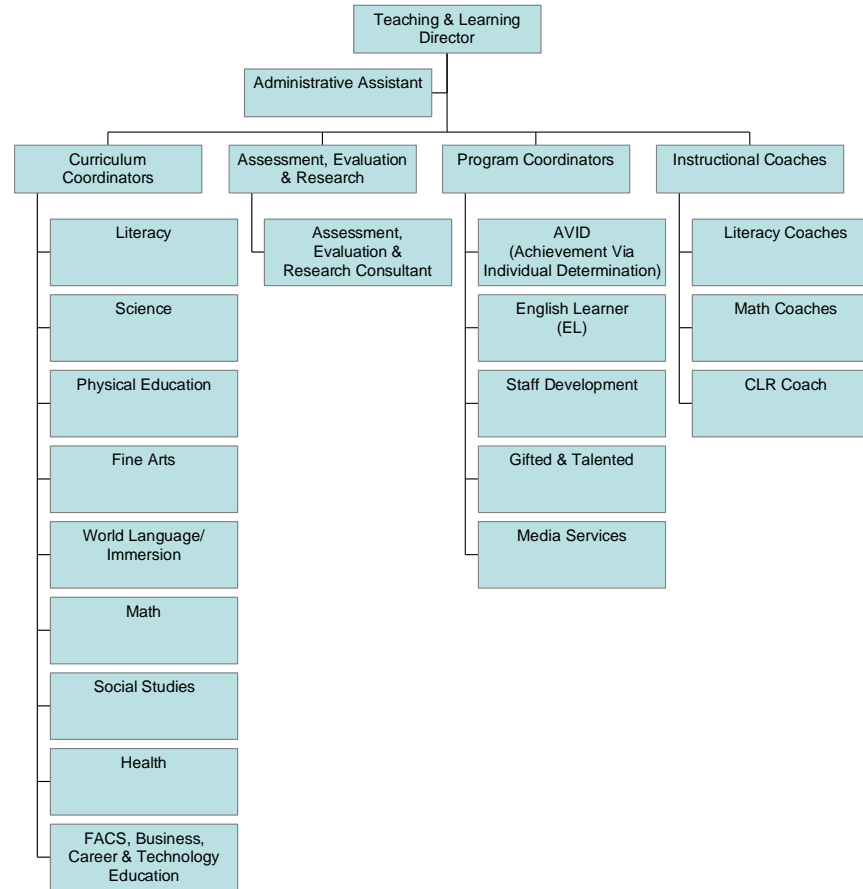 Teaching & Learning
Director
Administrative Assistant
Curriculum
Coordinators
Assessment, Evaluation
& Research
Program Coordinators
Instructional Coaches
Literacy
Science
Physical Education
Fine Arts
World Language/
Immersion
Math
Social Studies
Health
FACS, Business,
Career & Technology
Education
Assessment,
Evaluation &
Research Consultant
AVID
(Achievement Via
Individual Determination)
English Learner
(EL)
Staff Development
Gifted & Talented
Media Services
Literacy Coaches
Math Coaches
CLR Coach